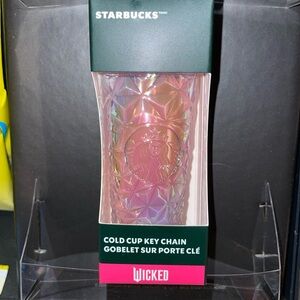 STARBUCKS™
COLD CUP KEY CHAIN
GOBELET SUR PORTE CLÉ
WICKED